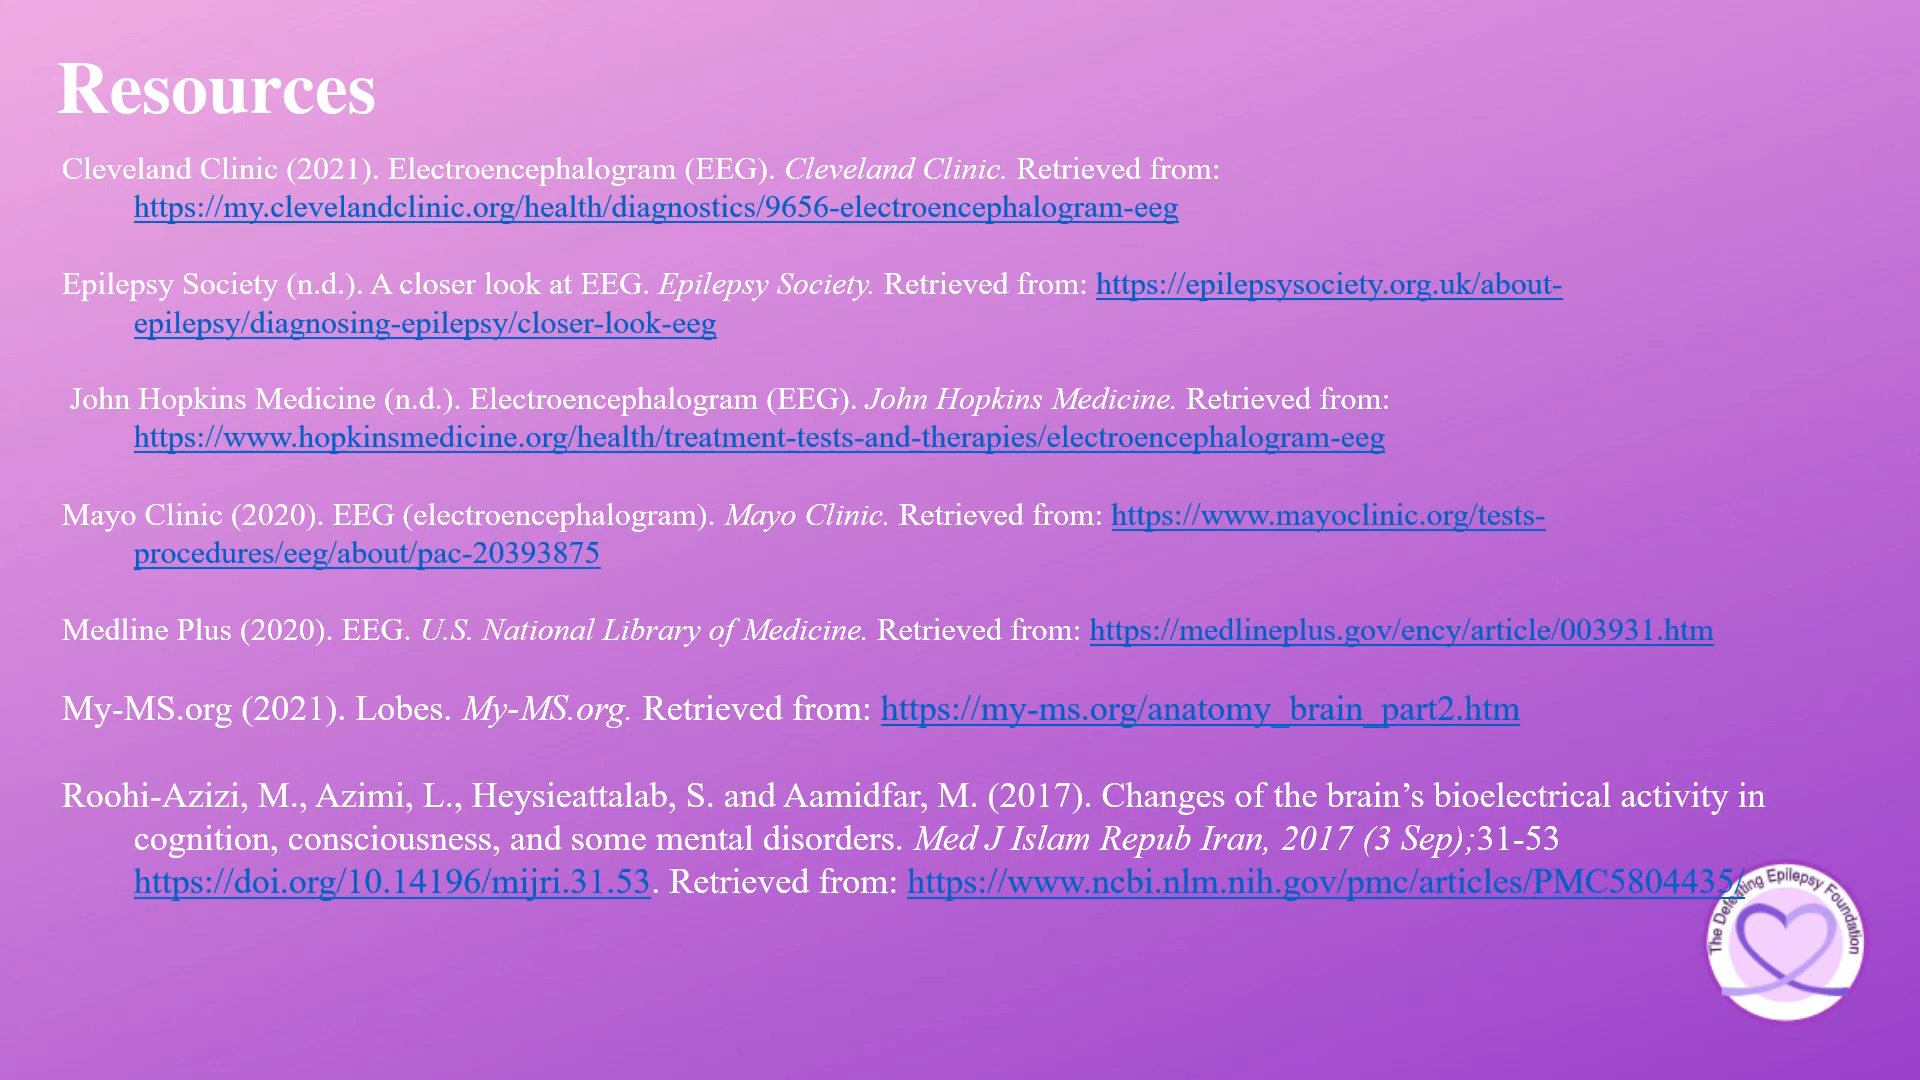 Resources
Cleveland Clinic (2021). Electroencephalogram (EEG). Cleveland Clinic. Retrieved from:
https://my.clevelandclinic.org/health/diagnostics/9656-electroencephalogram-eeg
Epilepsy Society (n.d.). A closer look at EEG. Epilepsy Society. Retrieved from: https://epilepsysociety.org.uk/about-
epilepsy/diagnosing-epilepsy/closer-look-eeg
John Hopkins Medicine (n.d.). Electroencephalogram (EEG). John Hopkins Medicine. Retrieved from:
https://www.hopkinsmedicine.org/health/treatment-tests-and-therapies/electroencephalogram-eeg
Mayo Clinic (2020). EEG (electroencephalogram). Mayo Clinic. Retrieved from: https://www.mayoclinic.org/tests-
procedures/eeg/about/pac-20393875
Medline Plus (2020). EEG. U.S. National Library of Medicine. Retrieved from: https://medlineplus.gov/ency/article/003931.htm
My-MS.org (2021). Lobes. My-MS.org. Retrieved from: https://my-ms.org/anatomy_brain_part2.htm
Roohi-Azizi, M., Azimi, L., Heysieattalab, S. and Aamidfar, M. (2017). Changes of the brain’s bioelectrical activity in
cognition, consciousness, and some mental disorders. Med J Islam Repub Iran, 2017 (3 Sep);31-53
https://doi.org/10.14196/mijri.31.53. Retrieved from: https://www.ncbi.nlm.nih.gov/pmc/articles/PMC5804435/
The Defeating Epilepsy Foundation